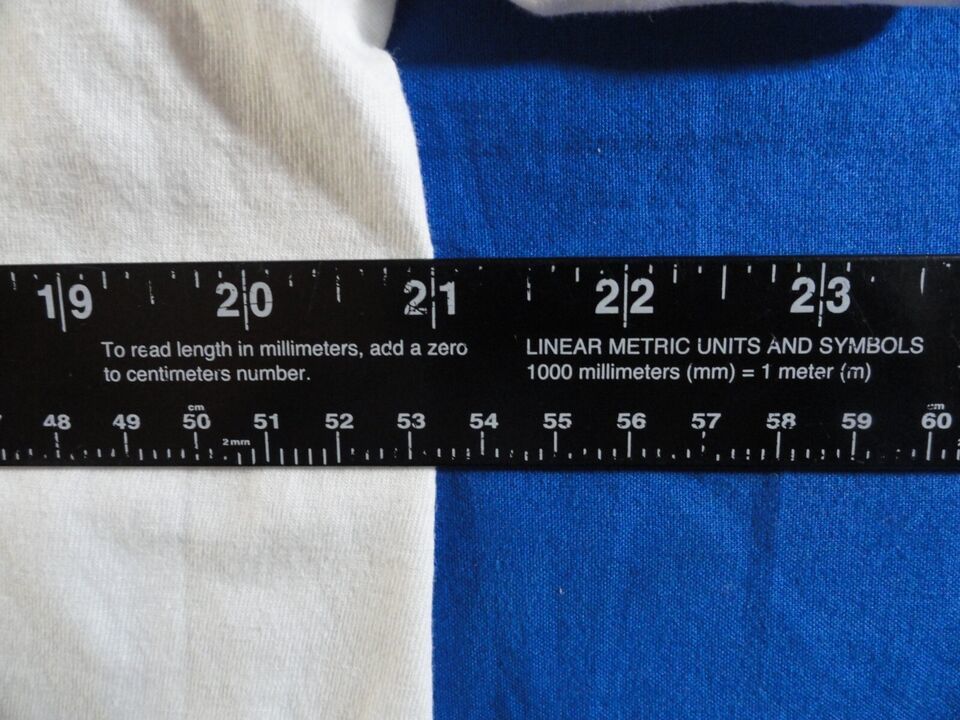 19 20 21 22 23
To read length in millimeters, add a zero
to centimeters number.
LINEAR METRIC UNITS AND SYMBOLS
1000 millimeters (mm) = 1 meter (m)
cm cm
48 49 50 51 52 53 54 55 56 57 58 59 60
2mm